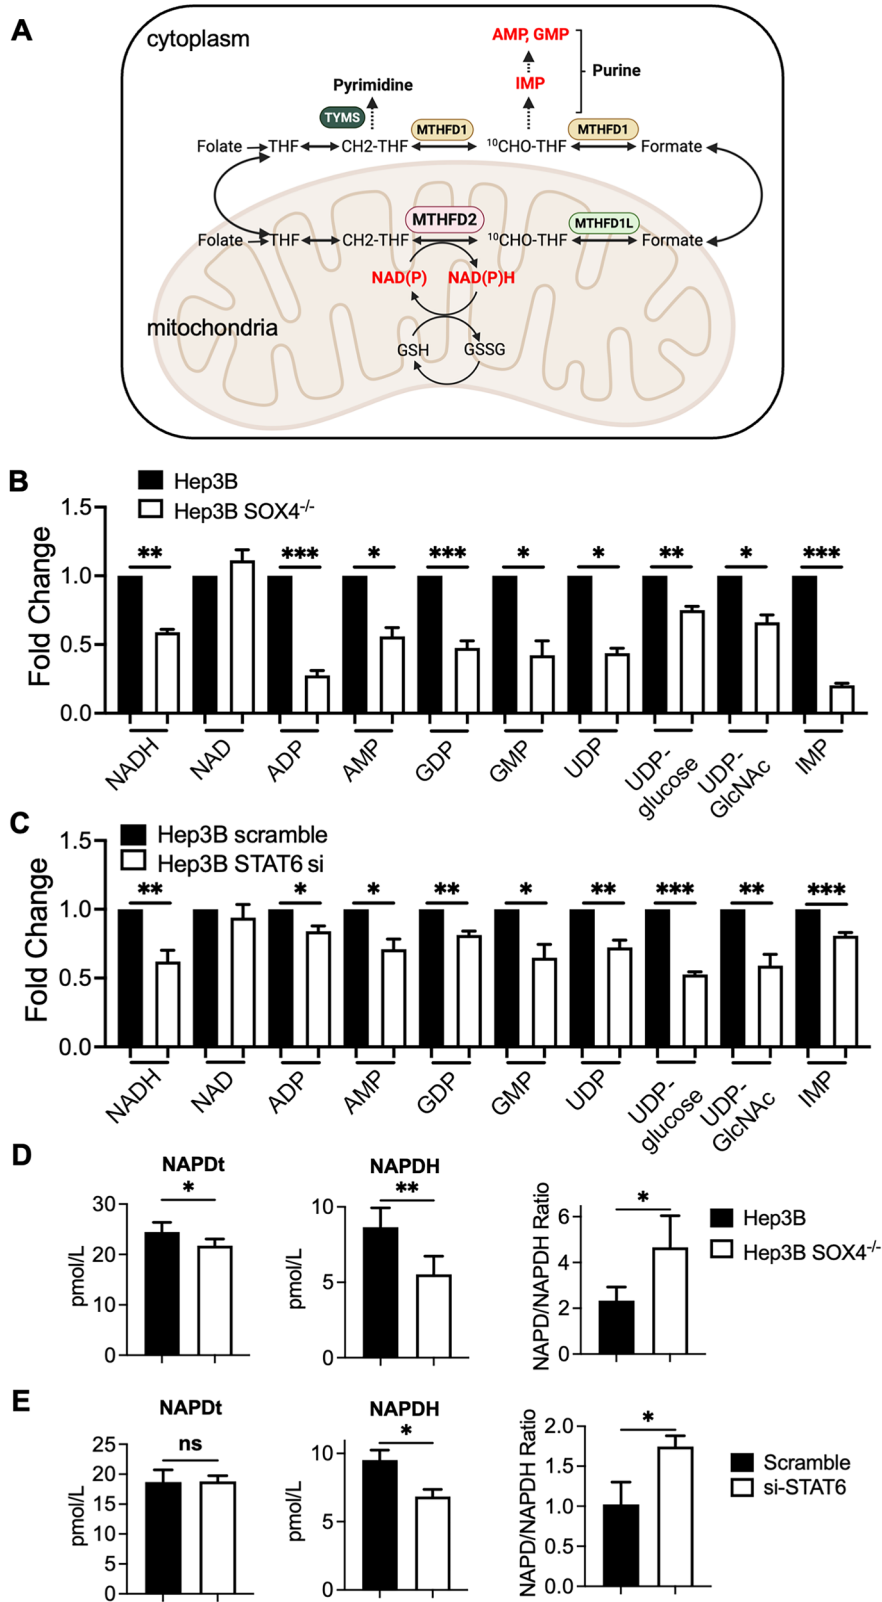 A
cytoplasm
AMP, GMP
IMP
Purine
Pyrimidine
TYMS
MTHFD1
MTHFD1
Folate THF CH2-THF ¹⁰CHO-THF Formate
MTHFD2
MTHFD1L
Folate THF CH2-THF ¹⁰CHO-THF Formate
NAD(P) NAD(P)H
mitochondria
GSH GSSG
B
Hep3B
Hep3B SOX4-/-
Fold Change
1.5
1.0
0.5
0.0
** *** * *** * * ** * ***
NADH
NAD
ADP
AMP
GDP
GMP
UDP
UDP-
glucose
UDP-
GlcNAc
IMP
C
Hep3B scramble
Hep3B STAT6 si
Fold Change
1.5
1.0
0.5
0.0
** * * ** * ** *** ** ***
NADH
NAD
ADP
AMP
GDP
GMP
UDP
UDP-
glucose
UDP-
GlcNAc
IMP
D
NAPDt
*
pmol/L
30
20
10
0
NAPDH
**
pmol/L
10
5
0
NAPD/NAPDH Ratio
*
6
4
2
0
Hep3B
Hep3B SOX4-/-
E
NAPDt
ns
pmol/L
25
20
15
10
5
0
NAPDH
*
pmol/L
10
5
0
NAPD/NAPDH Ratio
*
2.0
1.5
1.0
0.5
0.0
Scramble
si-STAT6